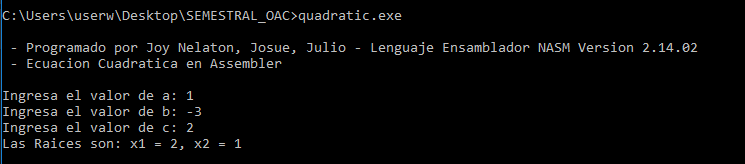 C:\Users\userw\Desktop\SEMESTRAL_OAC>quadratic.exe
- Programado por Joy Nelaton, Josue, Julio - Lenguaje Ensamblador NASM Version 2.14.02
- Ecuacion Cuadratica en Assembler
Ingresa el valor de a: 1
Ingresa el valor de b: -3
Ingresa el valor de c: 2
Las Raices son: x1 = 2, x2 = 1